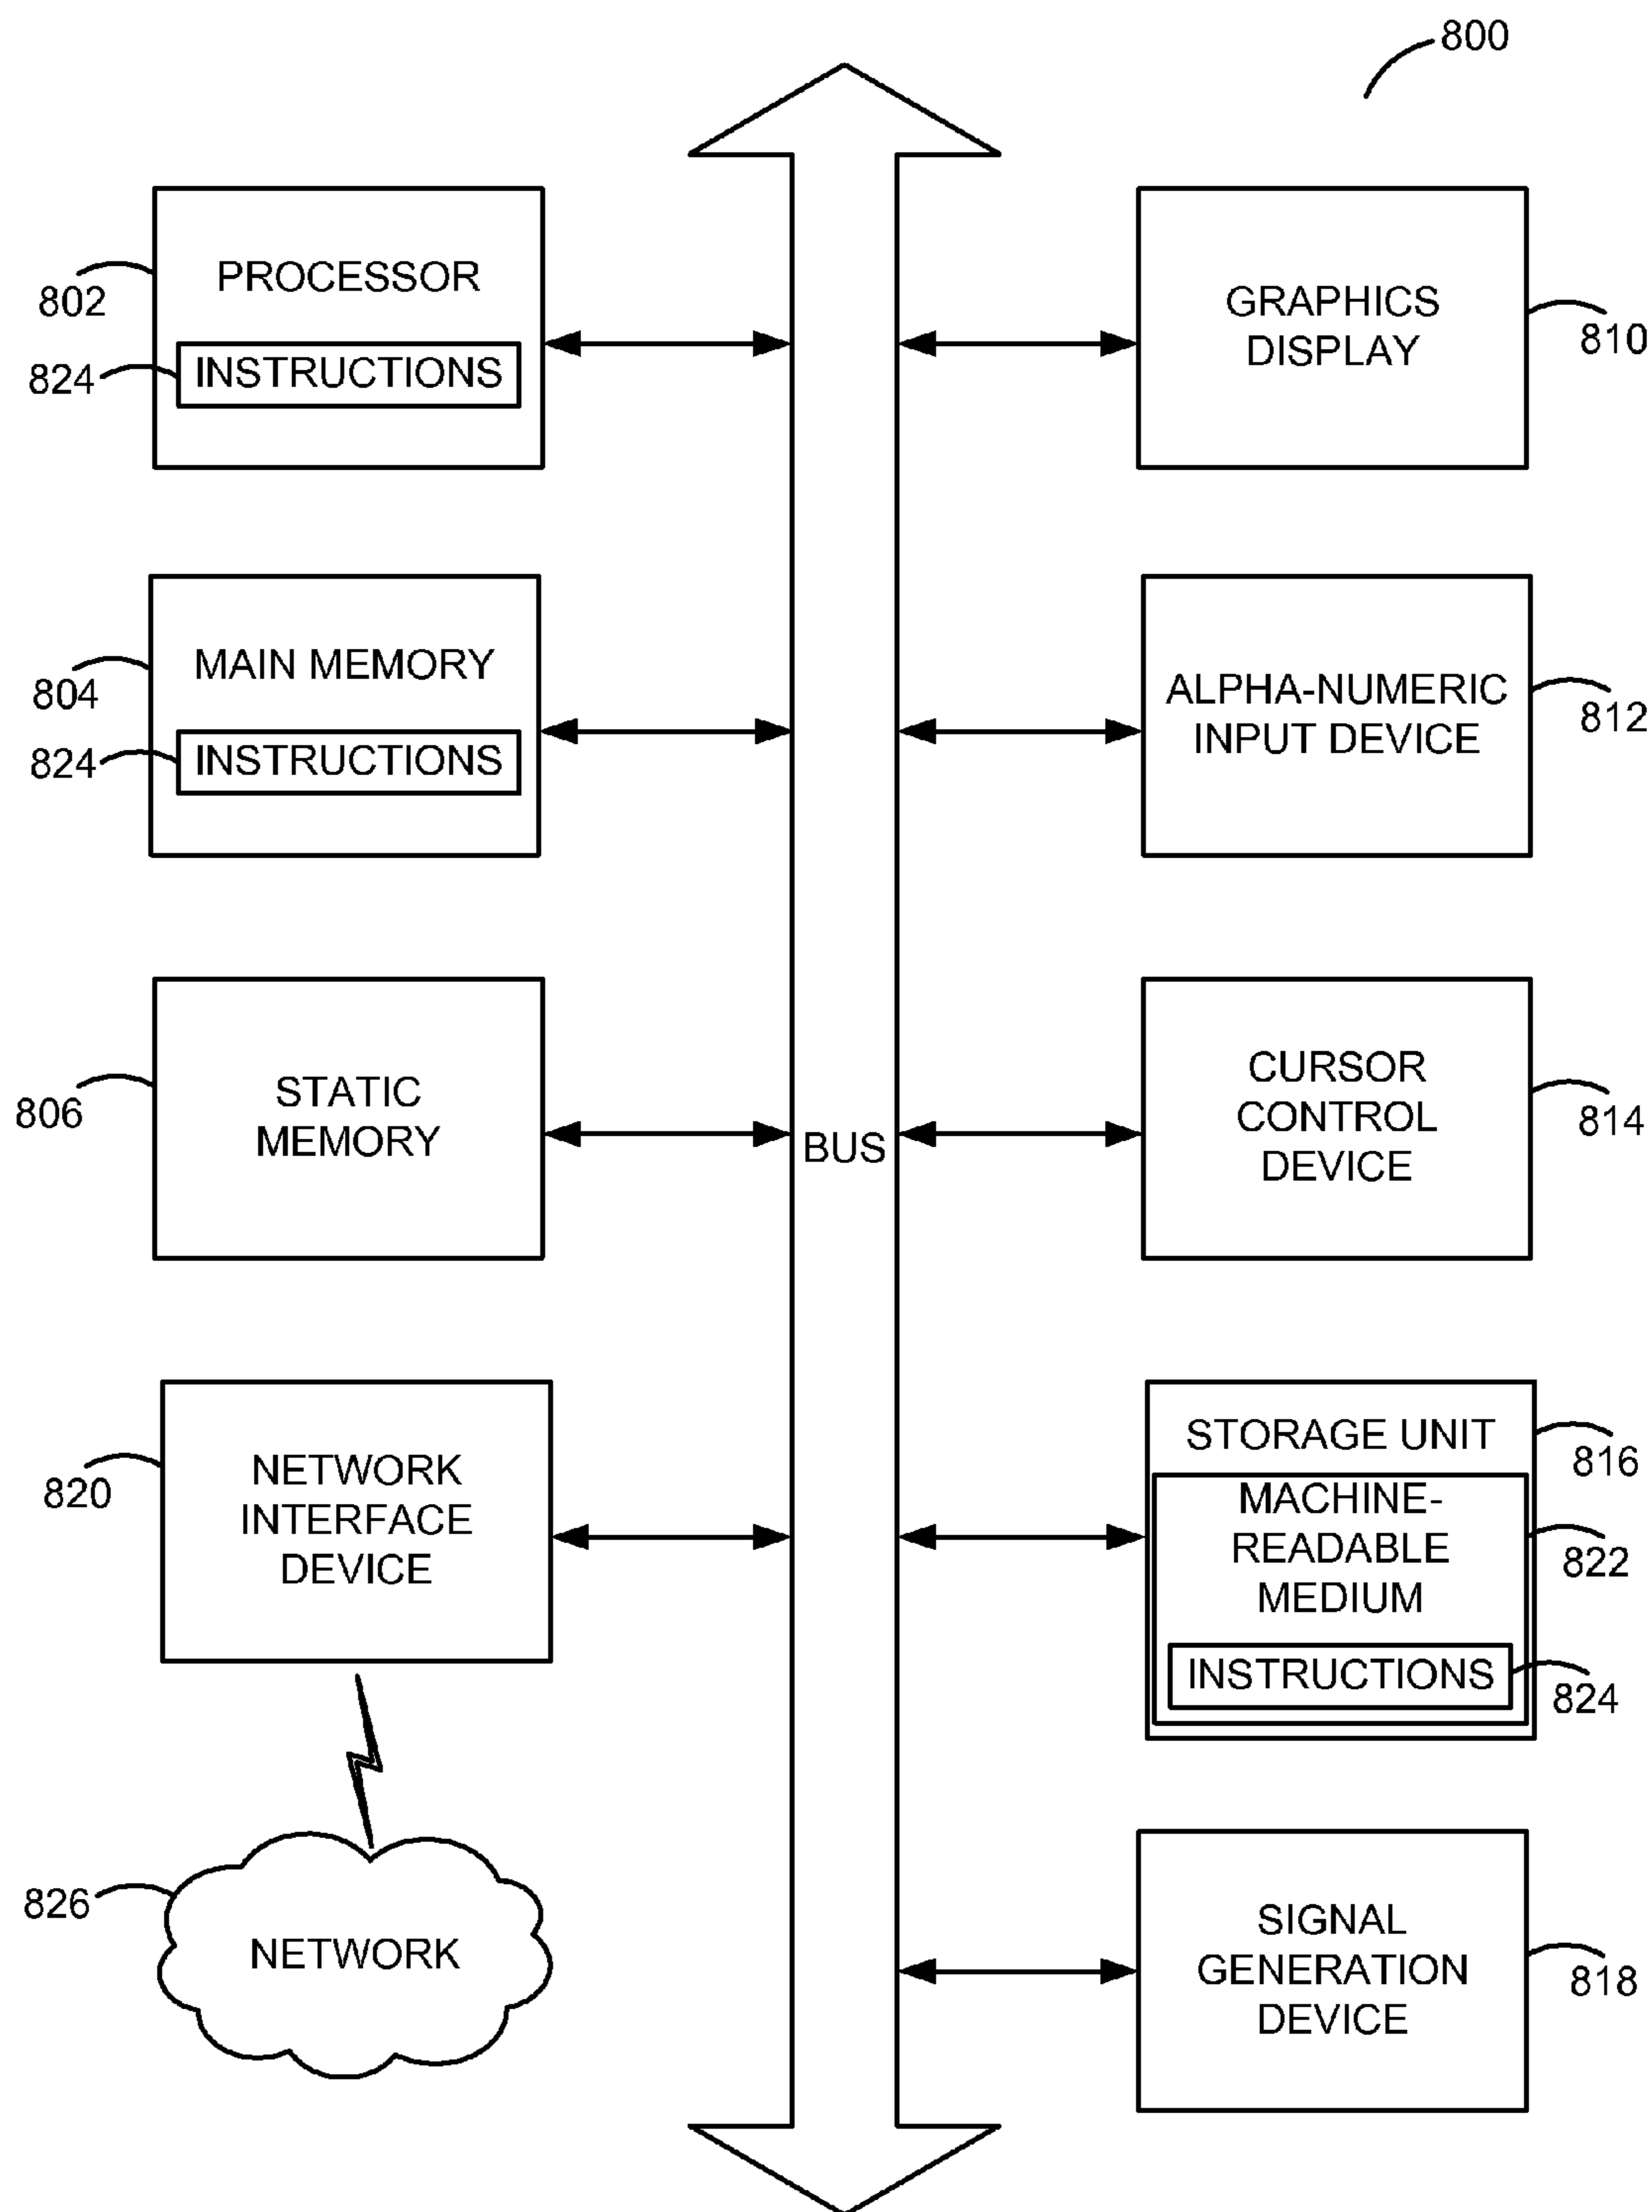 800
PROCESSOR
802
824
INSTRUCTIONS
GRAPHICS
DISPLAY
810
MAIN MEMORY
804
824
INSTRUCTIONS
ALPHA-NUMERIC
INPUT DEVICE
812
STATIC
MEMORY
806
BUS
CURSOR
CONTROL
DEVICE
814
NETWORK
INTERFACE
DEVICE
820
STORAGE UNIT
816
MACHINE-
READABLE
MEDIUM
822
INSTRUCTIONS
824
826
NETWORK
SIGNAL
GENERATION
DEVICE
818